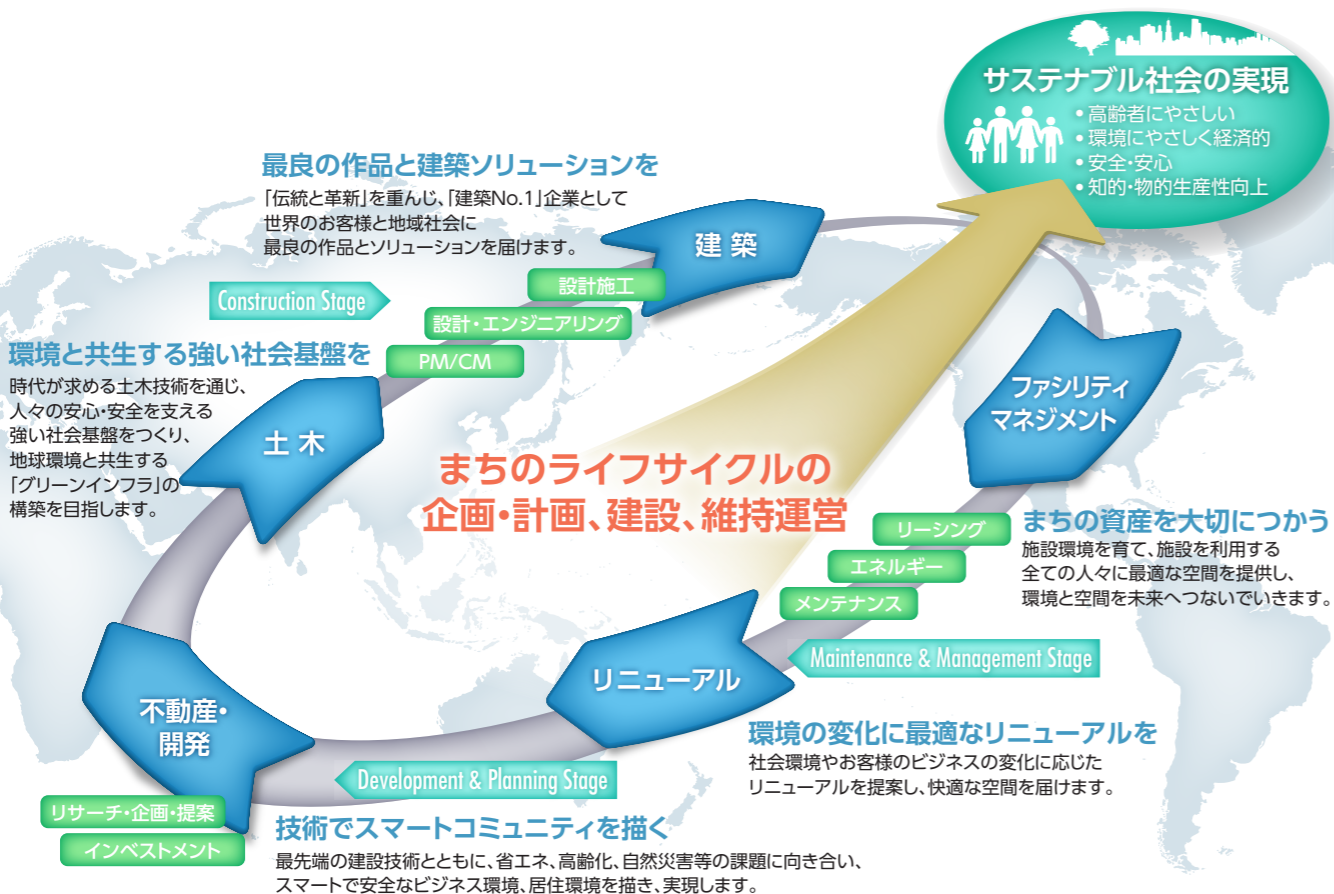 サステナブル社会の実現
• 高齢者にやさしい
• 環境にやさしく経済的
• 安全・安心
• 知的・物的生産性向上
最良の作品と建築ソリューションを
「伝統と革新」を重んじ、「建築No.1」企業として
世界のお客様と地域社会に
最良の作品とソリューションを届けます。
建 築
設計施工
Construction Stage
設計・エンジニアリング
PM/CM
環境と共生する強い社会基盤を
時代が求める土木技術を通じ、
人々の安心・安全を支える
強い社会基盤をつくり、
地球環境と共生する
「グリーンインフラ」の
構築を目指します。
土 木
ファシリティ
マネジメント
まちのライフサイクルの
企画・計画、建設、維持運営
リーシング
エネルギー
メンテナンス
まちの資産を大切につかう
施設環境を育て、施設を利用する
全ての人々に最適な空間を提供し、
環境と空間を未来へつないでいきます。
Maintenance & Management Stage
リニューアル
環境の変化に最適なリニューアルを
社会環境やお客様のビジネスの変化に応じた
リニューアルを提案し、快適な空間を届けます。
不動産・
開発
Development & Planning Stage
リサーチ・企画・提案
インベストメント
技術でスマートコミュニティを描く
最先端の建設技術とともに、省エネ、高齢化、自然災害等の課題に向き合い、
スマートで安全なビジネス環境、居住環境を描き、実現します。